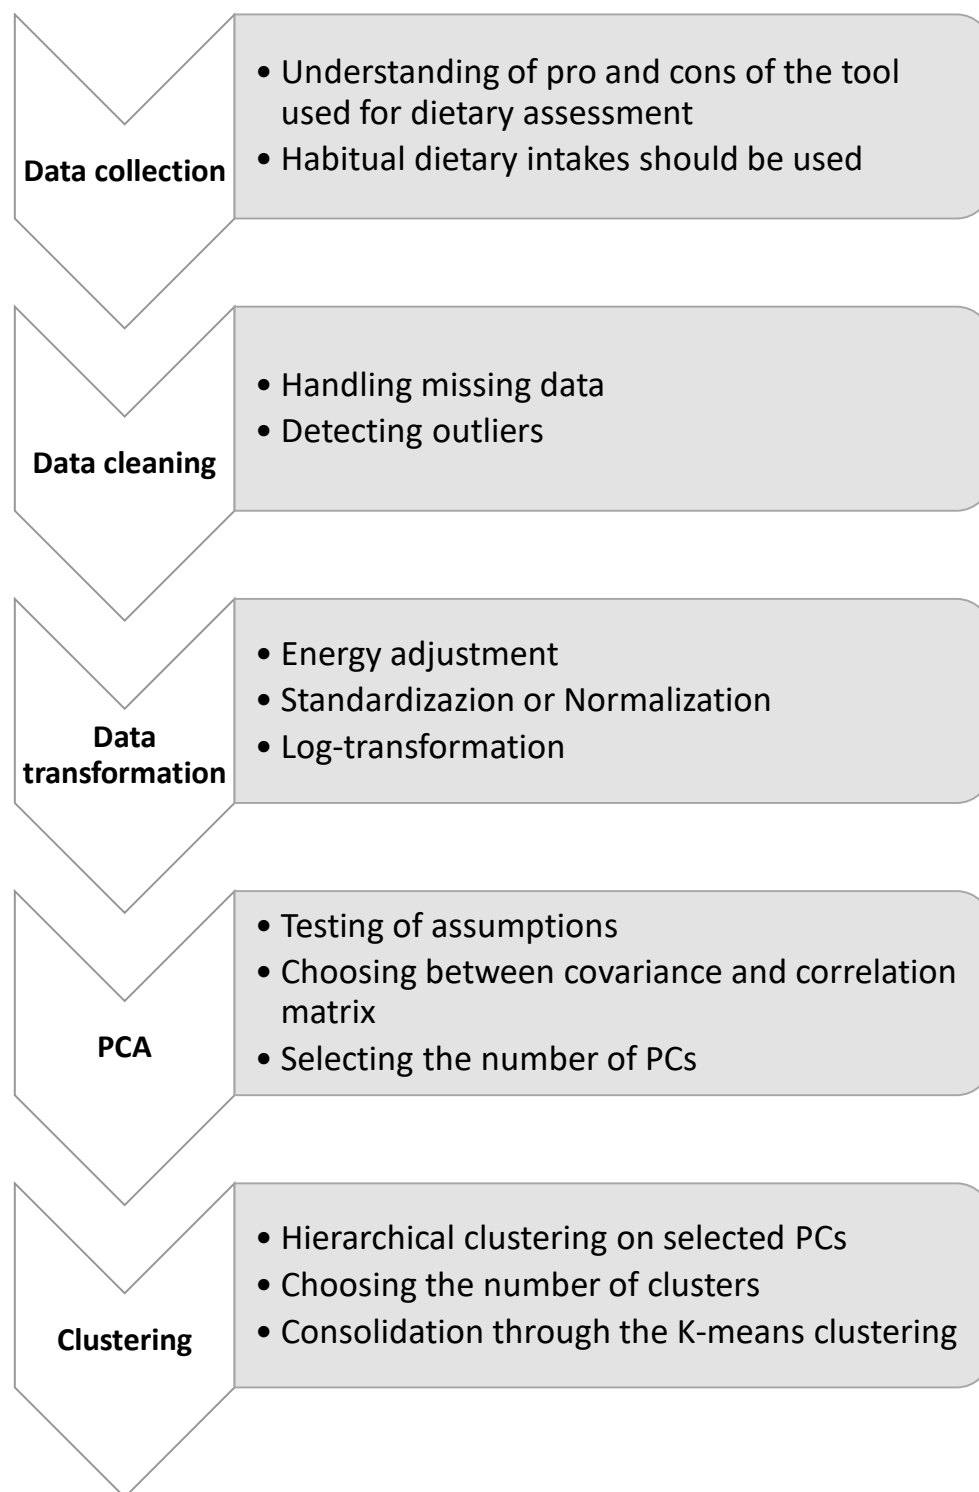 Data collection
• Understanding of pro and cons of the tool
used for dietary assessment
• Habitual dietary intakes should be used
Data cleaning
• Handling missing data
• Detecting outliers
Data
transformation
• Energy adjustment
• Standardizazion or Normalization
• Log-transformation
PCA
• Testing of assumptions
• Choosing between covariance and correlation
matrix
• Selecting the number of PCs
Clustering
• Hierarchical clustering on selected PCs
• Choosing the number of clusters
• Consolidation through the K-means clustering